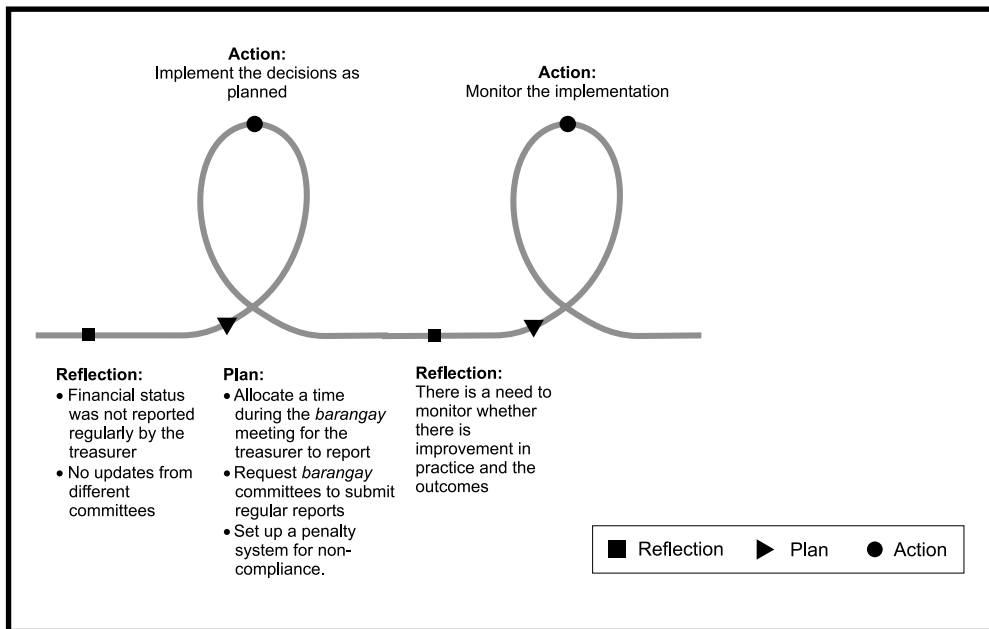 Action:
Implement the decisions as
planned
Action:
Monitor the implementation
Reflection:
• Financial status
was not reported
regularly by the
treasurer
• No updates from
different
committees
Plan:
• Allocate a time
during the barangay
meeting for the
treasurer to report
• Request barangay
committees to submit
regular reports
• Set up a penalty
system for non-
compliance.
Reflection:
There is a need to
monitor whether
there is
improvement in
practice and the
outcomes
Reflection Plan Action